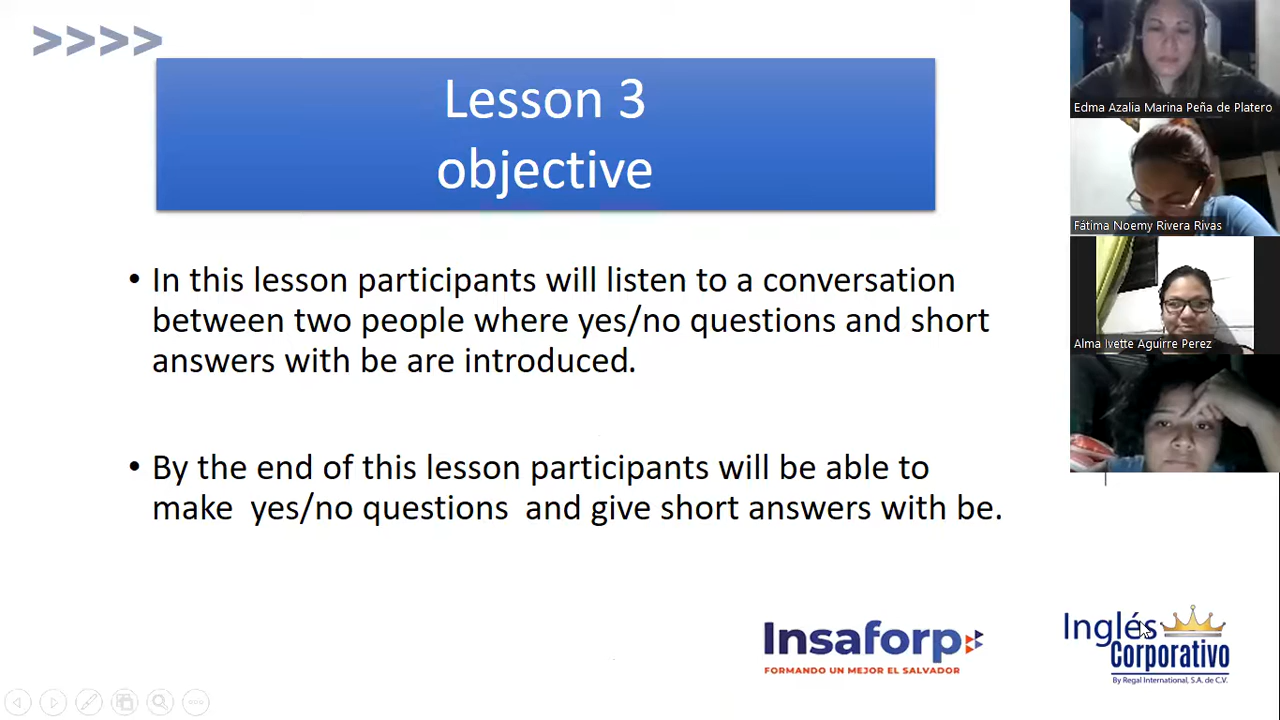 >>>>
Lesson 3
objective
• In this lesson participants will listen to a conversation
between two people where yes/no questions and short
answers with be are introduced.
• By the end of this lesson participants will be able to
make  yes/no questions  and give short answers with be.
Insaforp
FORMANDO UN MEJOR EL SALVADOR
Inglés
Corporativo
By Regal International, S.A. de C.V.
Edma Azalia Marina Peña de Platero
Fátima Noemy Rivera Rivas
Alma Ivette Aguirre Perez